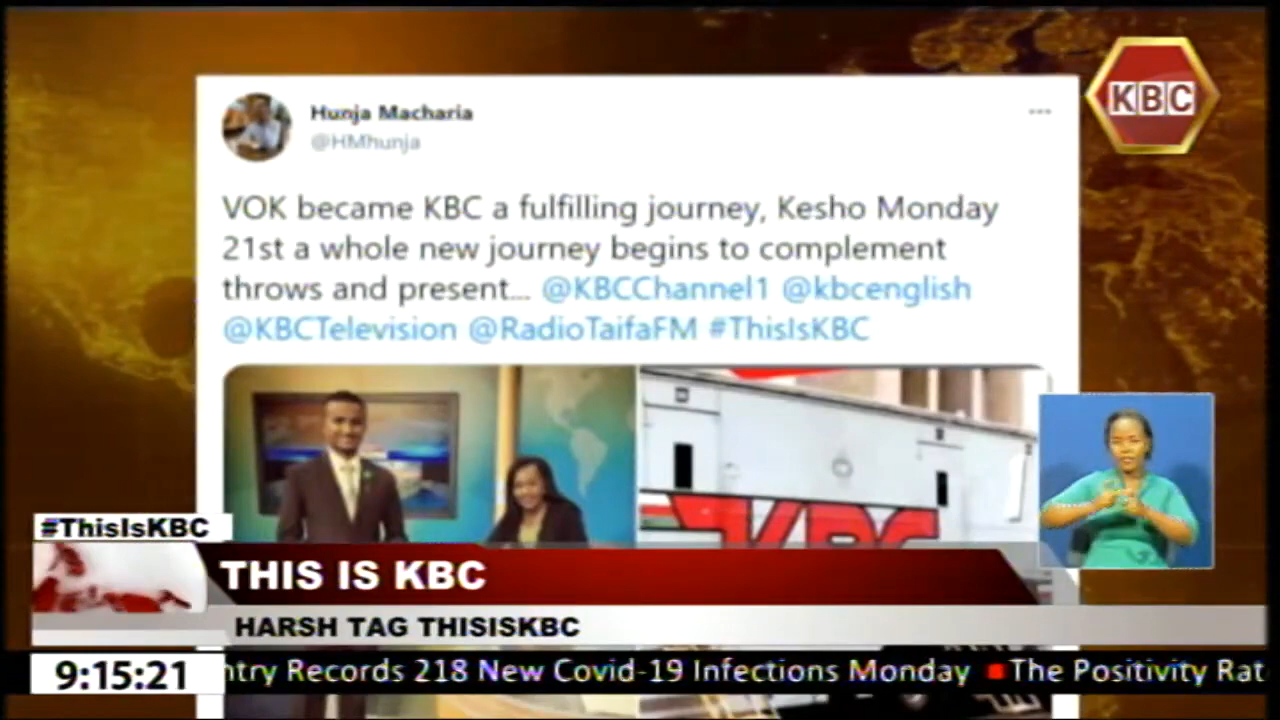 Hunja Macharia
@HMhunja
KBC
VOK became KBC a fulfilling journey, Kesho Monday
21st a whole new journey begins to complement
throws and present... @KBCChannel1 @kbcenglish
@KBCTelevision @RadioTaifaFM #ThisIsKBC
KBC
#ThisIsKBC
THIS IS KBC
HARSH TAG THISISKBC
9:15:21 ntry Records 218 New Covid-19 Infections Monday ■ The Positivity Rat